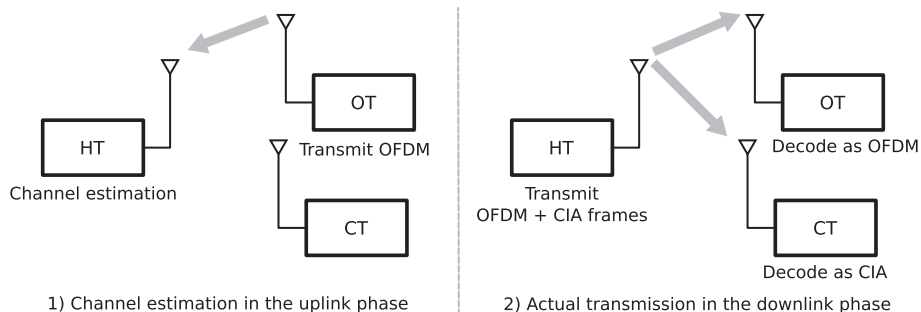 OT
Transmit OFDM
HT
Channel estimation
CT
1) Channel estimation in the uplink phase
OT
Decode as OFDM
HT
Transmit
OFDM + CIA frames
CT
Decode as CIA
2) Actual transmission in the downlink phase